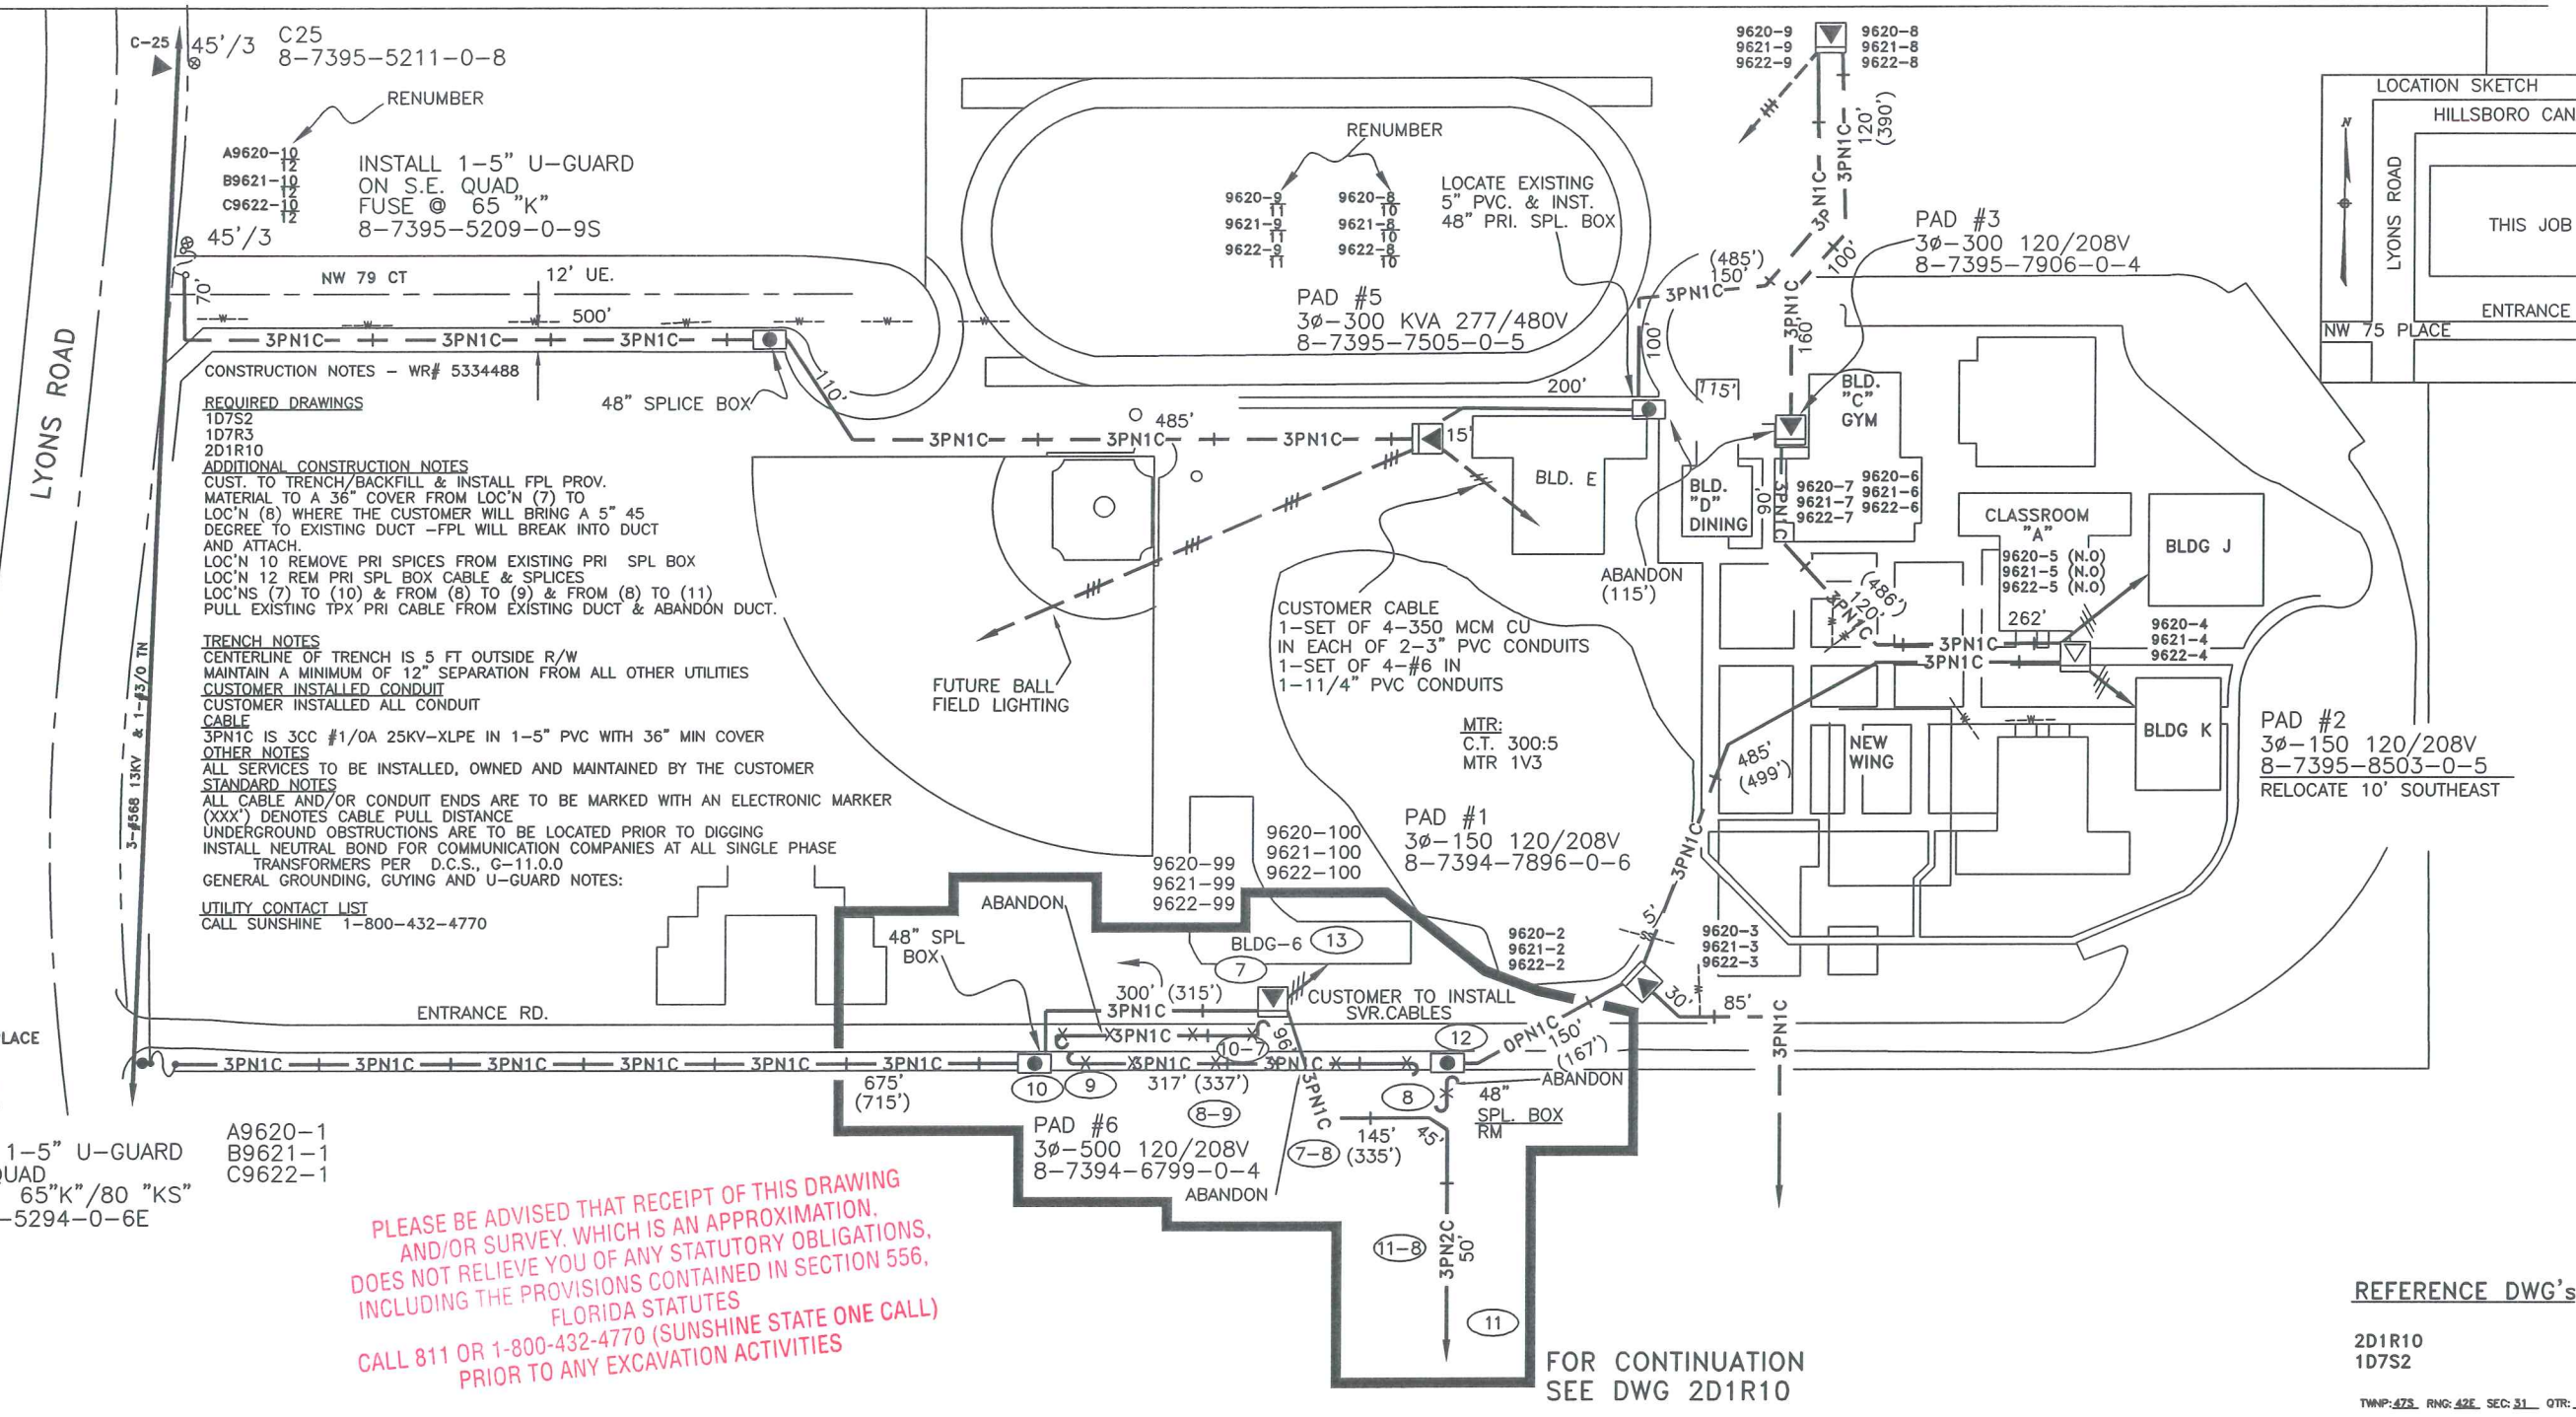 C-25
45'/3
C25
8-7395-5211-0-8
RENUMBER
A9620-10
12
B9621-10
12
C9622-10
12
INSTALL 1-5" U-GUARD
ON S.E. QUAD
FUSE @ 65 "K"
8-7395-5209-0-9S
45'/3
70'
NW 79 CT
12' UE.
500'
3PN1C
3PN1C
3PN1C
110'
48" SPLICE BOX
LYONS ROAD
3-#568 13KV & 1-#3/0 TN
CONSTRUCTION NOTES - WR# 5334488
REQUIRED DRAWINGS
1D7S2
1D7R3
2D1R10
ADDITIONAL CONSTRUCTION NOTES
CUST. TO TRENCH/BACKFILL & INSTALL FPL PROV.
MATERIAL TO A 36" COVER FROM LOC'N (7) TO
LOC'N (8) WHERE THE CUSTOMER WILL BRING A 5" 45
DEGREE TO EXISTING DUCT -FPL WILL BREAK INTO DUCT
AND ATTACH.
LOC'N 10 REMOVE PRI SPICES FROM EXISTING PRI SPL BOX
LOC'N 12 REM PRI SPL BOX CABLE & SPLICES
LOC'NS (7) TO (10) & FROM (8) TO (9) & FROM (8) TO (11)
PULL EXISTING TPX PRI CABLE FROM EXISTING DUCT & ABANDON DUCT.
TRENCH NOTES
CENTERLINE OF TRENCH IS 5 FT OUTSIDE R/W
MAINTAIN A MINIMUM OF 12" SEPARATION FROM ALL OTHER UTILITIES
CUSTOMER INSTALLED CONDUIT
CUSTOMER INSTALLED ALL CONDUIT
CABLE
3PN1C IS 3CC #1/0A 25KV-XLPE IN 1-5" PVC WITH 36" MIN COVER
OTHER NOTES
ALL SERVICES TO BE INSTALLED, OWNED AND MAINTAINED BY THE CUSTOMER
STANDARD NOTES
ALL CABLE AND/OR CONDUIT ENDS ARE TO BE MARKED WITH AN ELECTRONIC MARKER
(XXX') DENOTES CABLE PULL DISTANCE
UNDERGROUND OBSTRUCTIONS ARE TO BE LOCATED PRIOR TO DIGGING
INSTALL NEUTRAL BOND FOR COMMUNICATION COMPANIES AT ALL SINGLE PHASE
TRANSFORMERS PER D.C.S., G-11.0.0
GENERAL GROUNDING, GUYING AND U-GUARD NOTES:
UTILITY CONTACT LIST
CALL SUNSHINE 1-800-432-4770
RENUMBER
9620-9
11
9621-9
11
9622-9
11
9620-8
10
9621-8
10
9622-8
10
LOCATE EXISTING
5" PVC. & INST.
48" PRI. SPL. BOX
PAD #5
3ø-300 KVA 277/480V
8-7395-7505-0-5
9620-9
9621-9
9622-9
9620-8
9621-8
9622-8
3PN1C
3PN1C
120'
(390')
100'
(485')
150'
3PN1C
100'
PAD #3
3ø-300 120/208V
8-7395-7906-0-4
3PN1C
160'
200'
115'
485'
3PN1C
3PN1C
3PN1C
15'
BLD. E
BLD.
"C"
GYM
BLD.
"D"
DINING
9620-7
9621-7
9622-7
9620-6
9621-6
9622-6
90'
3PN1C
ABANDON
(115')
CLASSROOM
"A"
9620-5 (N.O)
9621-5 (N.O)
9622-5 (N.O)
(486')
120'
3PN1C
262'
3PN1C
3PN1C
BLDG J
9620-4
9621-4
9622-4
BLDG K
PAD #2
3ø-150 120/208V
8-7395-8503-0-5
RELOCATE 10' SOUTHEAST
NEW
WING
485'
(499')
3PN1C
FUTURE BALL
FIELD LIGHTING
CUSTOMER CABLE
1-SET OF 4-350 MCM CU
IN EACH OF 2-3" PVC CONDUITS
1-SET OF 4-#6 IN
1-11/4" PVC CONDUITS
MTR:
C.T. 300:5
MTR 1V3
PAD #1
3ø-150 120/208V
8-7394-7896-0-6
9620-100
9621-100
9622-100
9620-99
9621-99
9622-99
ABANDON
48" SPL
BOX
BLDG-6
13
7
9620-2
9621-2
9622-2
5'
9620-3
9621-3
9622-3
30'
85'
3PN1C
300' (315')
3PN1C
CUSTOMER TO INSTALL
SVR.CABLES
3PN1C
10-7
96'
ENTRANCE RD.
PLACE
3PN1C
3PN1C
3PN1C
3PN1C
3PN1C
3PN1C
3PN1C
12
0PN1C
150'
(167')
ABANDON
675'
(715')
10
9
317' (337')
8-9
3PN1C
8
48"
SPL. BOX
RM
PAD #6
3ø-500 120/208V
8-7394-6799-0-4
7-8
145'
(335')
45'
ABANDON
11-8
3PN2C
50'
11
FOR CONTINUATION
SEE DWG 2D1R10
1-5" U-GUARD
QUAD
65"K"/80 "KS"
-5294-0-6E
A9620-1
B9621-1
C9622-1
PLEASE BE ADVISED THAT RECEIPT OF THIS DRAWING
AND/OR SURVEY, WHICH IS AN APPROXIMATION,
DOES NOT RELIEVE YOU OF ANY STATUTORY OBLIGATIONS,
INCLUDING THE PROVISIONS CONTAINED IN SECTION 556,
FLORIDA STATUTES
CALL 811 OR 1-800-432-4770 (SUNSHINE STATE ONE CALL)
PRIOR TO ANY EXCAVATION ACTIVITIES
LOCATION SKETCH
HILLSBORO CAN
N
LYONS ROAD
THIS JOB
ENTRANCE
NW 75 PLACE
REFERENCE DWG's
2D1R10
1D7S2
TWNP: 47S RNG: 42E SEC: 31 QTR: